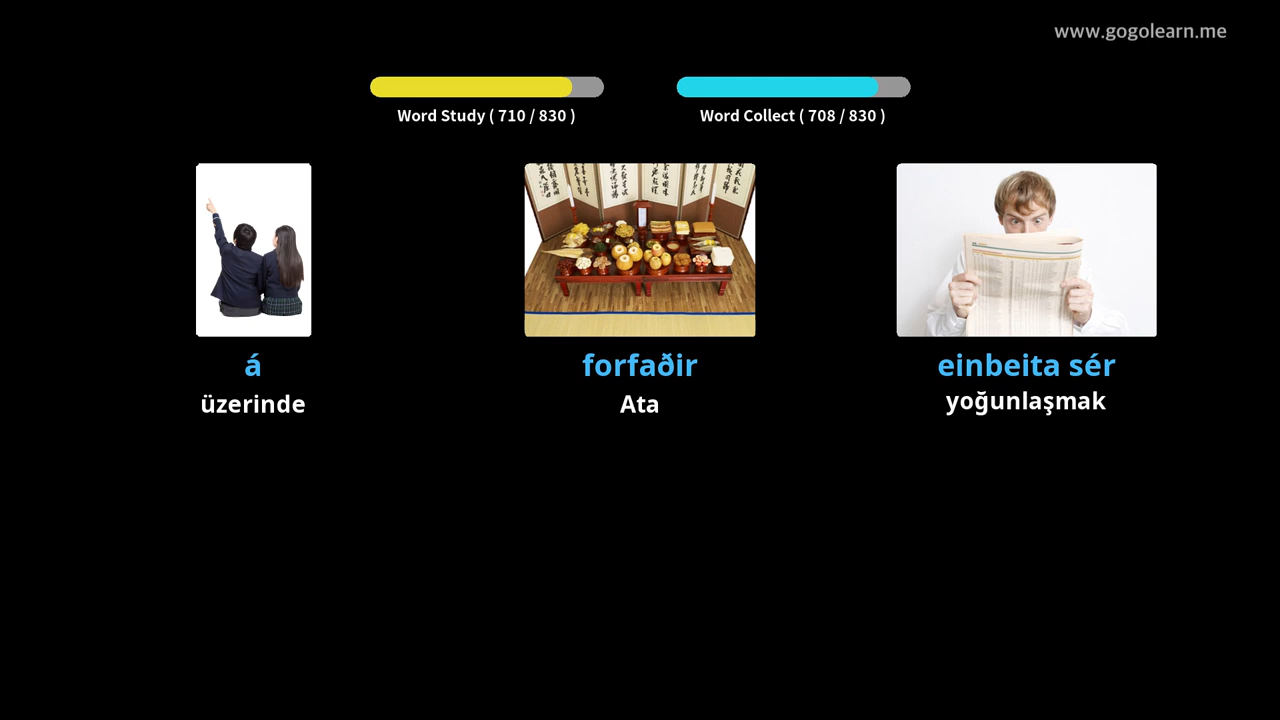 www.gogolearn.me
Word Study ( 710 / 830 )
Word Collect ( 708 / 830 )
á
üzerinde
forfaðir
Ata
einbeita sér
yoğunlaşmak